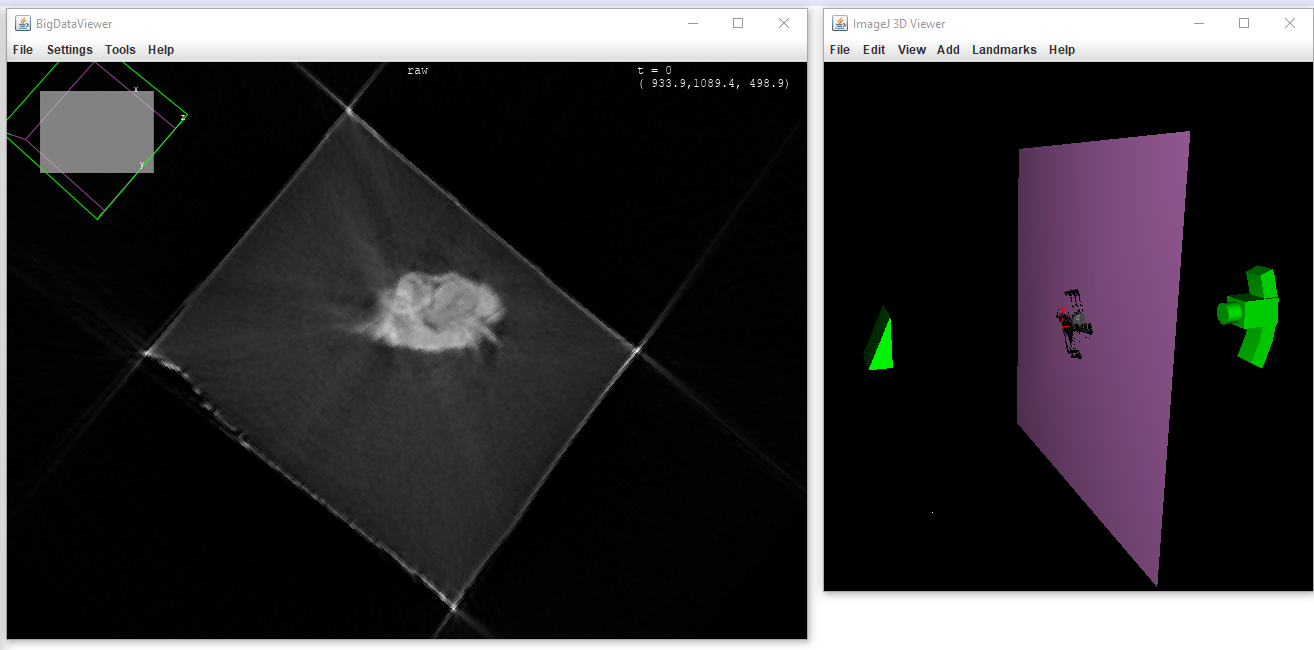 BigDataViewer
File Settings Tools Help
raw
t = 0
( 933.9,1089.4, 498.9)
x
z
y
ImageJ 3D Viewer
File Edit View Add Landmarks Help